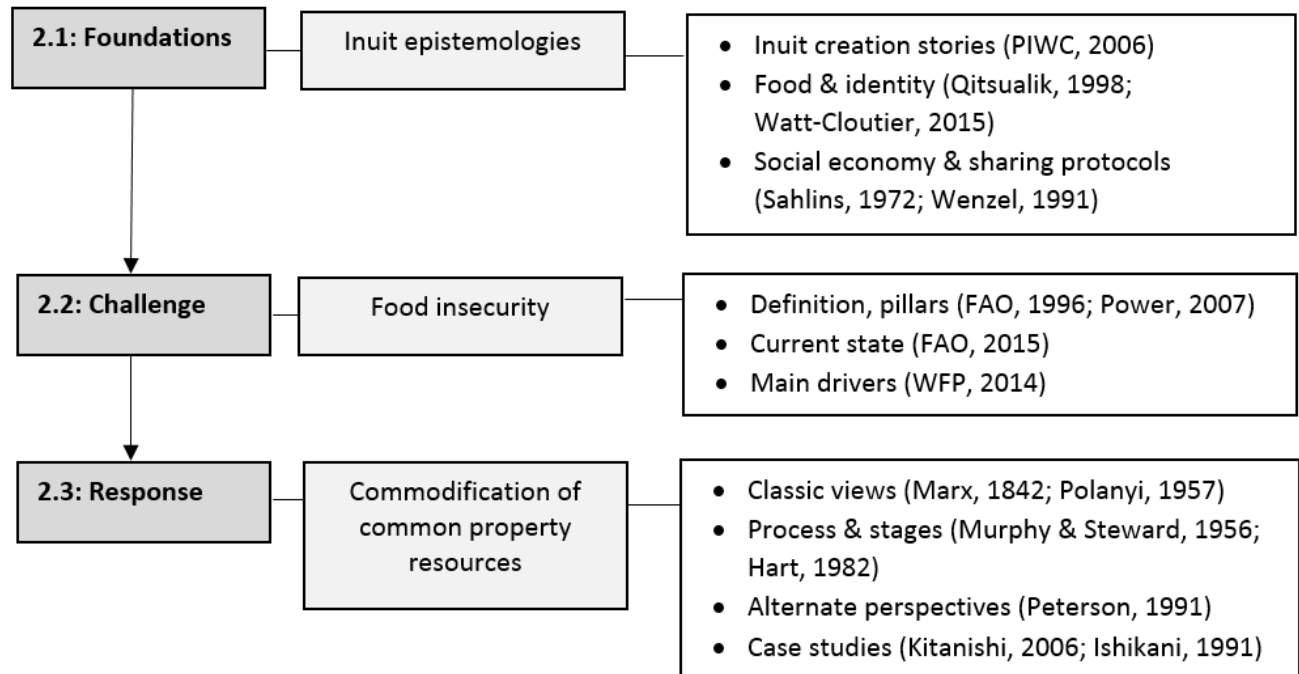 2.1: Foundations
Inuit epistemologies
• Inuit creation stories (PIWC, 2006)
• Food & identity (Qitsualik, 1998;
Watt-Cloutier, 2015)
• Social economy & sharing protocols
(Sahlins, 1972; Wenzel, 1991)
2.2: Challenge
Food insecurity
• Definition, pillars (FAO, 1996; Power, 2007)
• Current state (FAO, 2015)
• Main drivers (WFP, 2014)
2.3: Response
Commodification of
common property
resources
• Classic views (Marx, 1842; Polanyi, 1957)
• Process & stages (Murphy & Steward, 1956;
Hart, 1982)
• Alternate perspectives (Peterson, 1991)
• Case studies (Kitanishi, 2006; Ishikani, 1991)